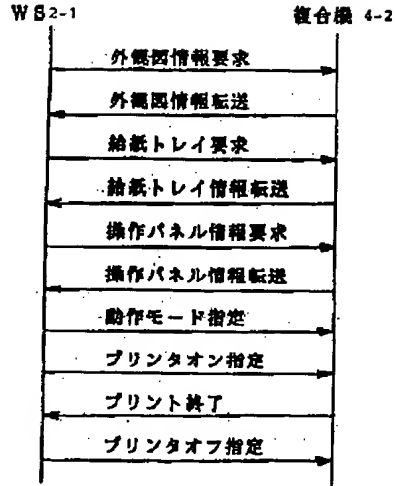 WS2-1
複合機 4-2
外観図情報要求
外観図情報転送
給紙トレイ要求
給紙トレイ情報転送
操作パネル情報要求
操作パネル情報転送
動作モード指定
プリンタオン指定
プリント終了
プリンタオフ指定